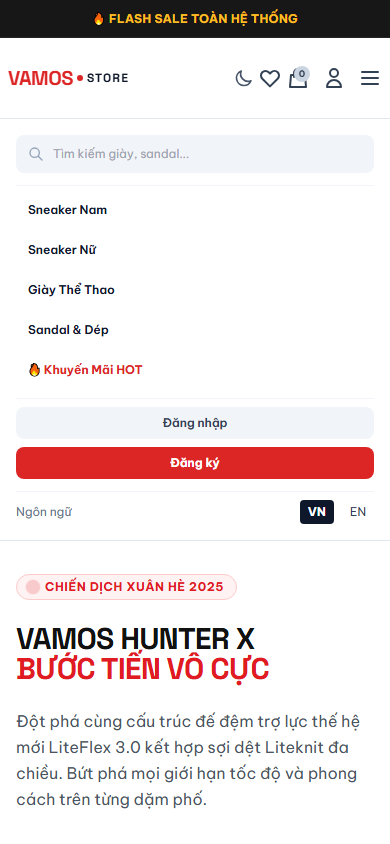 🔥 FLASH SALE TOÀN HỆ THỐNG
VAMOS STORE
0
Tìm kiếm giày, sandal...
Sneaker Nam
Sneaker Nữ
Giày Thể Thao
Sandal & Dép
🔥 Khuyến Mãi HOT
Đăng nhập
Đăng ký
Ngôn ngữ
VN EN
CHIẾN DỊCH XUÂN HÈ 2025
VAMOS HUNTER X
BƯỚC TIẾN VÔ CỰC
Đột phá cùng cấu trúc đế đệm trợ lực thế hệ
mới LiteFlex 3.0 kết hợp sợi dệt Liteknit đa
chiều. Bứt phá mọi giới hạn tốc độ và phong
cách trên từng dặm phố.